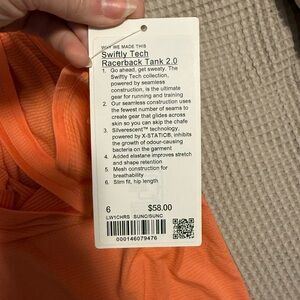 WHY WE MADE THIS
Swiftly Tech
Racerback Tank 2.0
1. Go ahead, get sweaty. The
Swiftly Tech collection,
powered by seamless
construction, is the ultimate
gear for running and training
2. Our seamless construction uses
the fewest number of seams to
create gear that glides across
skin so you can skip the chafe
3. Silverescent™ technology,
powered by X-STATIC®, inhibits
the growth of odour-causing
bacteria on the garment
4. Added elastane improves stretch
and shape retention
5. Mesh construction for
breathability
6. Slim fit, hip length
6 $58.00
LW1CHRS SUNC/SUNC
000146079476